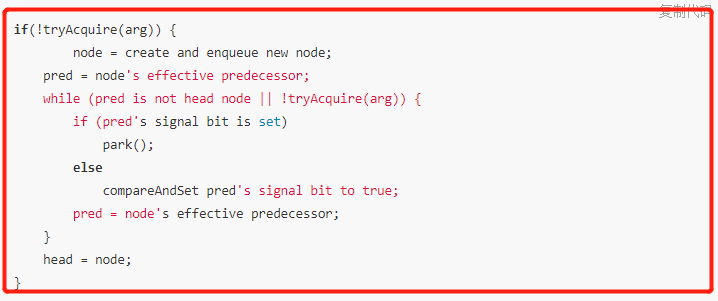 复制代码
if(!tryAcquire(arg)) {
        node = create and enqueue new node;
    pred = node's effective predecessor;
    while (pred is not head node || !tryAcquire(arg)) {
        if (pred's signal bit is set)
            park();
        else
            compareAndSet pred's signal bit to true;
        pred = node's effective predecessor;
    }
    head = node;
}